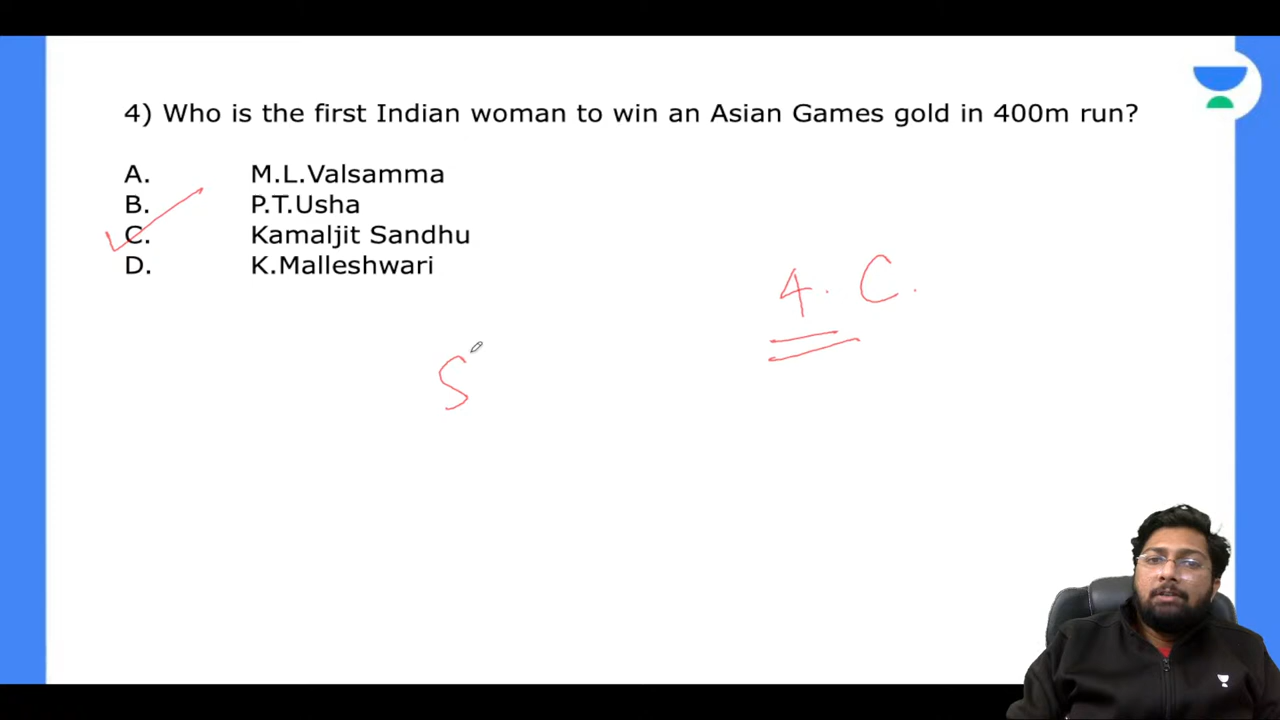 4) Who is the first Indian woman to win an Asian Games gold in 400m run?
A. M.L.Valsamma
B. P.T.Usha
C. Kamaljit Sandhu
D. K.Malleshwari
4. C.
S